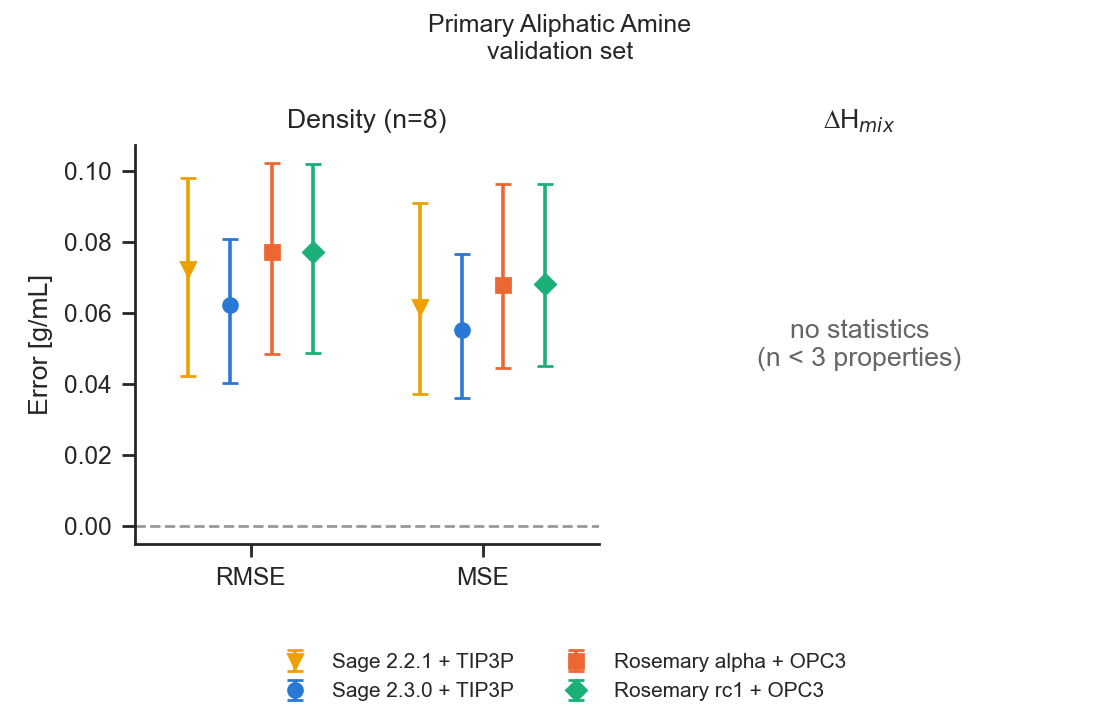 Primary Aliphatic Amine
validation set
Density (n=8)
ΔH$_{mix}$
0.10
0.08
0.06
0.04
0.02
0.00
Error [g/mL]
RMSE
MSE
no statistics
(n < 3 properties)
Sage 2.2.1 + TIP3P
Sage 2.3.0 + TIP3P
Rosemary alpha + OPC3
Rosemary rc1 + OPC3